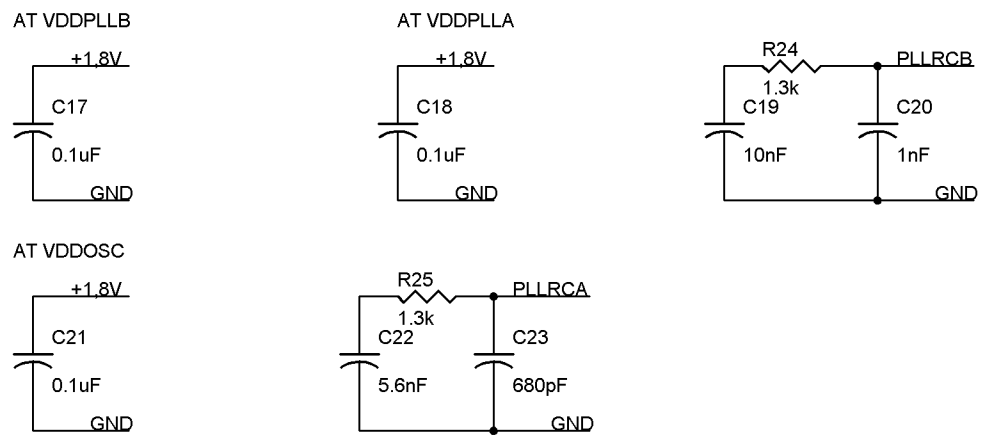 AT VDDPLLB
+1,8V
C17
0.1uF
GND
AT VDDPLLA
+1,8V
C18
0.1uF
GND
R24
1.3k
PLLRCB
C19
10nF
C20
1nF
GND
AT VDDOSC
+1,8V
C21
0.1uF
GND
R25
1.3k
PLLRCA
C22
5.6nF
C23
680pF
GND